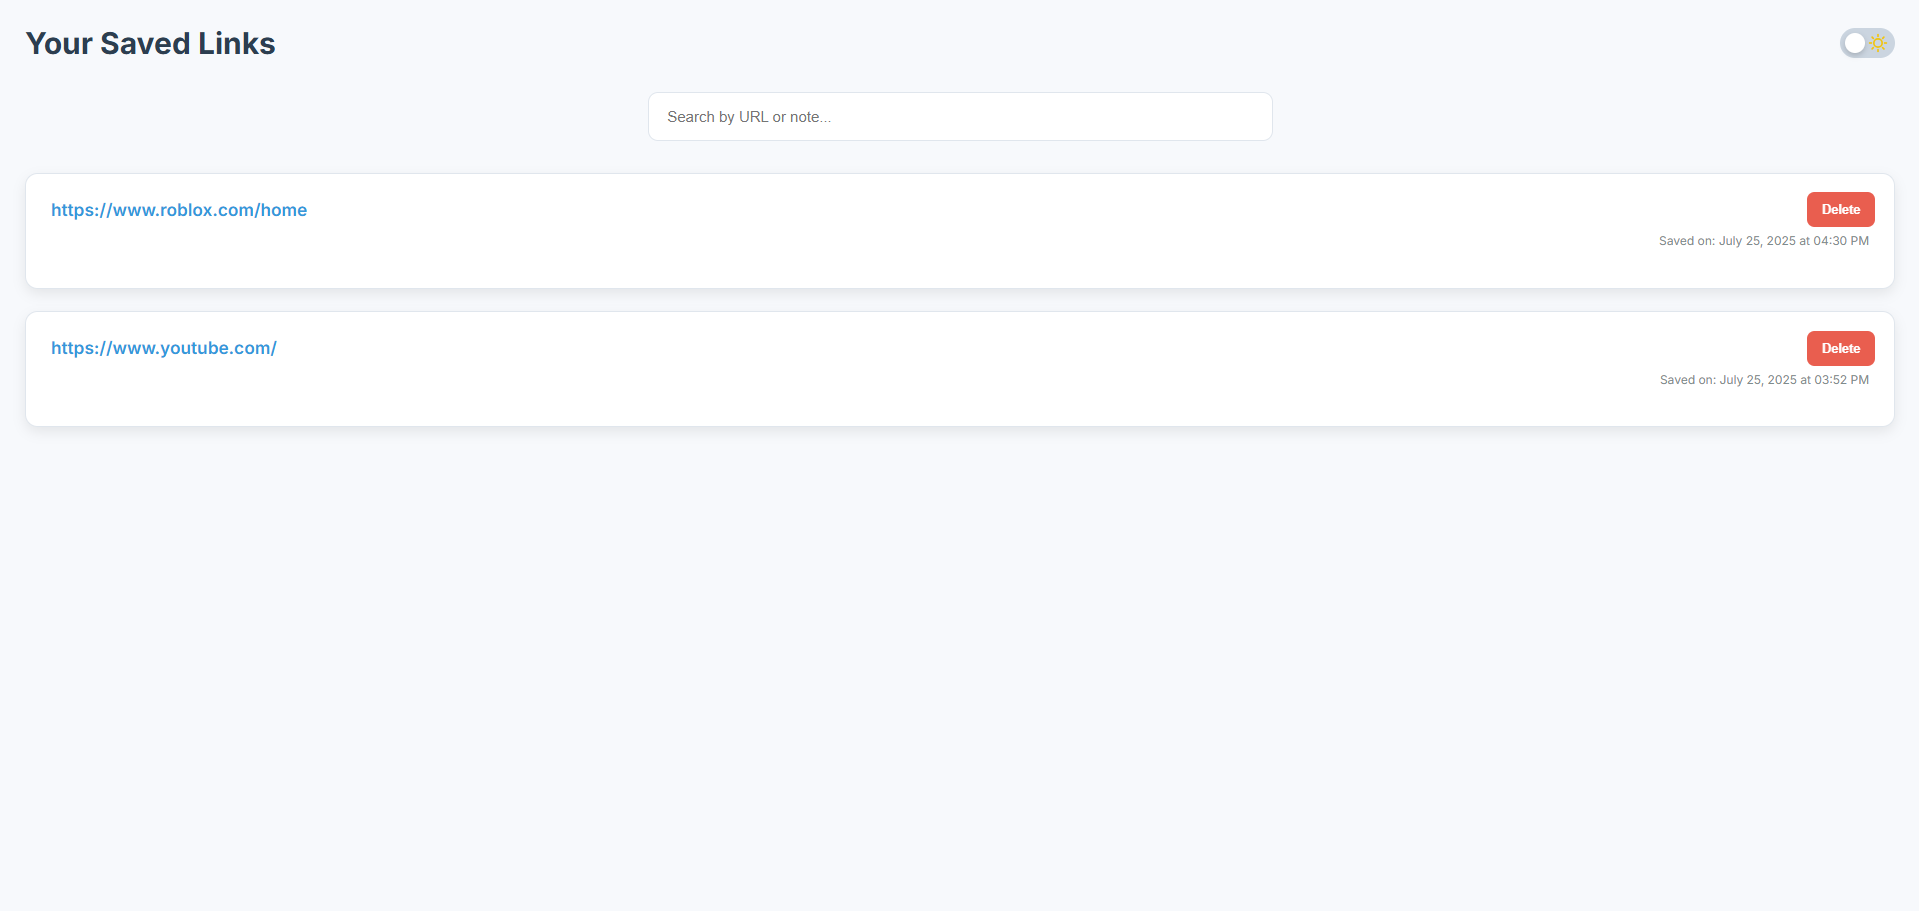 Your Saved Links
Search by URL or note...
https://www.roblox.com/home
Delete
Saved on: July 25, 2025 at 04:30 PM
https://www.youtube.com/
Delete
Saved on: July 25, 2025 at 03:52 PM